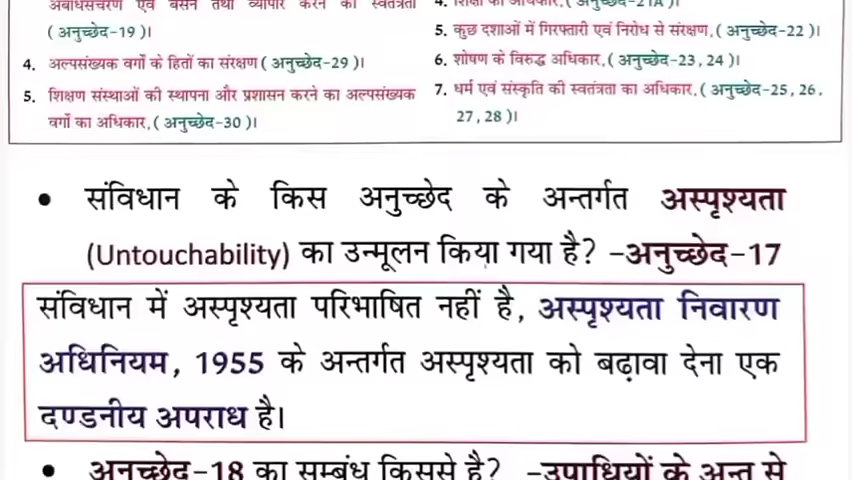 अबाधसंचरण एवं बसने तथा व्यापार करने की स्वतंत्रता
( अनुच्छेद-19 )।
4. अल्पसंख्यक वर्गों के हितों का संरक्षण ( अनुच्छेद-29 )।
5. शिक्षण संस्थाओं की स्थापना और प्रशासन करने का अल्पसंख्यक
वर्गों का अधिकार, ( अनुच्छेद-30 )।
4. शिक्षा का अधिकार, ( अनुच्छेद-21A )।
5. कुछ दशाओं में गिरफ्तारी एवं निरोध से संरक्षण, ( अनुच्छेद-22 )।
6. शोषण के विरुद्ध अधिकार, ( अनुच्छेद-23, 24 )।
7. धर्म एवं संस्कृति की स्वतंत्रता का अधिकार, ( अनुच्छेद-25, 26,
27, 28 )।
• संविधान के किस अनुच्छेद के अन्तर्गत अस्पृश्यता
(Untouchability) का उन्मूलन किया गया है? –अनुच्छेद–17
संविधान में अस्पृश्यता परिभाषित नहीं है, अस्पृश्यता निवारण
अधिनियम, 1955 के अन्तर्गत अस्पृश्यता को बढ़ावा देना एक
दण्डनीय अपराध है।
• अनुच्छेद–18 का सम्बंध किससे है? –उपाधियों के अन्त से